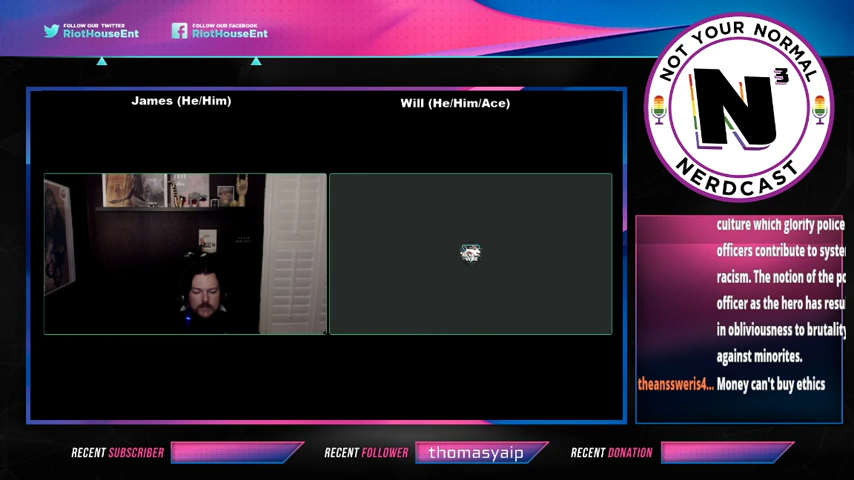 FOLLOW OUR TWITTER
RiotHouseEnt
FOLLOW OUR FACEBOOK
RiotHouseEnt
NOT YOUR NORMAL
N3
NERDCAST
James (He/Him)
Will (He/Him/Ace)
culture which glorify police
officers contribute to syste
racism. The notion of the po
officer as the hero has resu
in obliviousness to brutality
against minorites.
theanssweris4... Money can't buy ethics
RECENT SUBSCRIBER
RECENT FOLLOWER
thomasyaip
RECENT DONATION